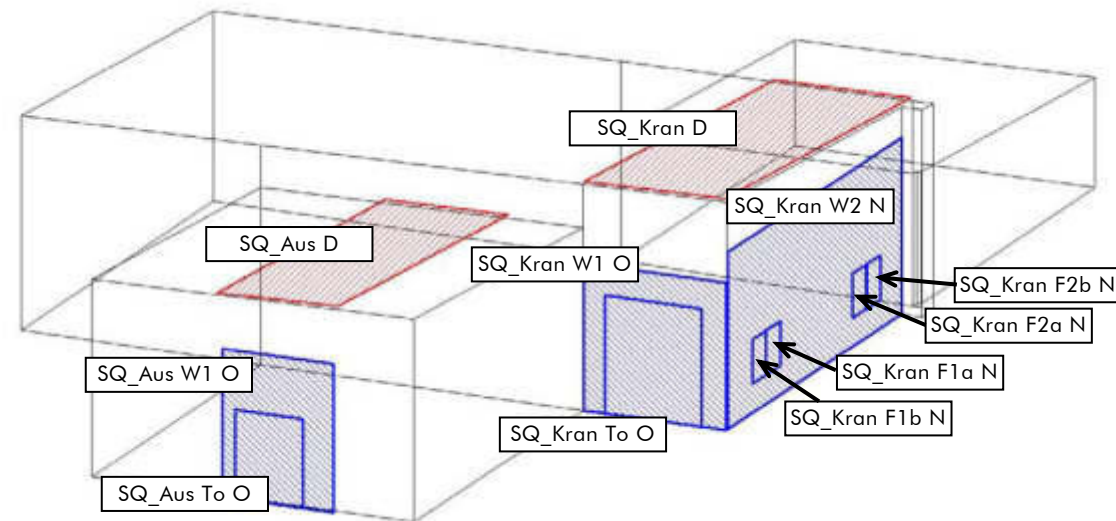 SQ_Kran D
SQ_Kran W2 N
SQ_Aus D
SQ_Kran W1 O
SQ_Kran F2b N
SQ_Kran F2a N
SQ_Aus W1 O
SQ_Kran F1a N
SQ_Kran F1b N
SQ_Kran To O
SQ_Aus To O